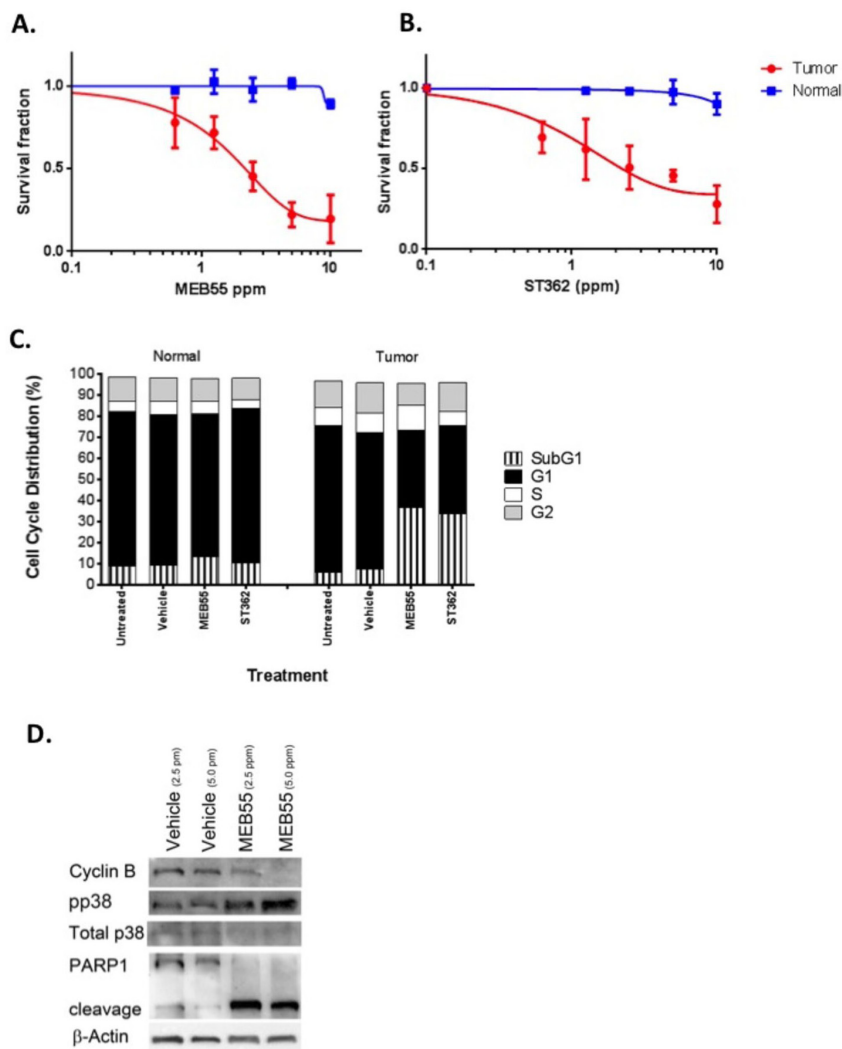 A.
B.
Survival fraction
1.0
0.5
0.0
0.1
1
10
MEB55 ppm
Survival fraction
1.0
0.5
0.0
0.1
1
10
ST362 (ppm)
Tumor
Normal
C.
Normal
Tumor
Cell Cycle Distribution (%)
100
90
80
70
60
50
40
30
20
10
0
Untreated
Vehicle
MEB55
ST362
Untreated
Vehicle
MEB55
ST362
Treatment
SubG1
G1
S
G2
D.
Vehicle (2.5 pm)
Vehicle (5.0 pm)
MEB55 (2.5 ppm)
MEB55 (5.0 ppm)
Cyclin B
pp38
Total p38
PARP1
cleavage
β-Actin